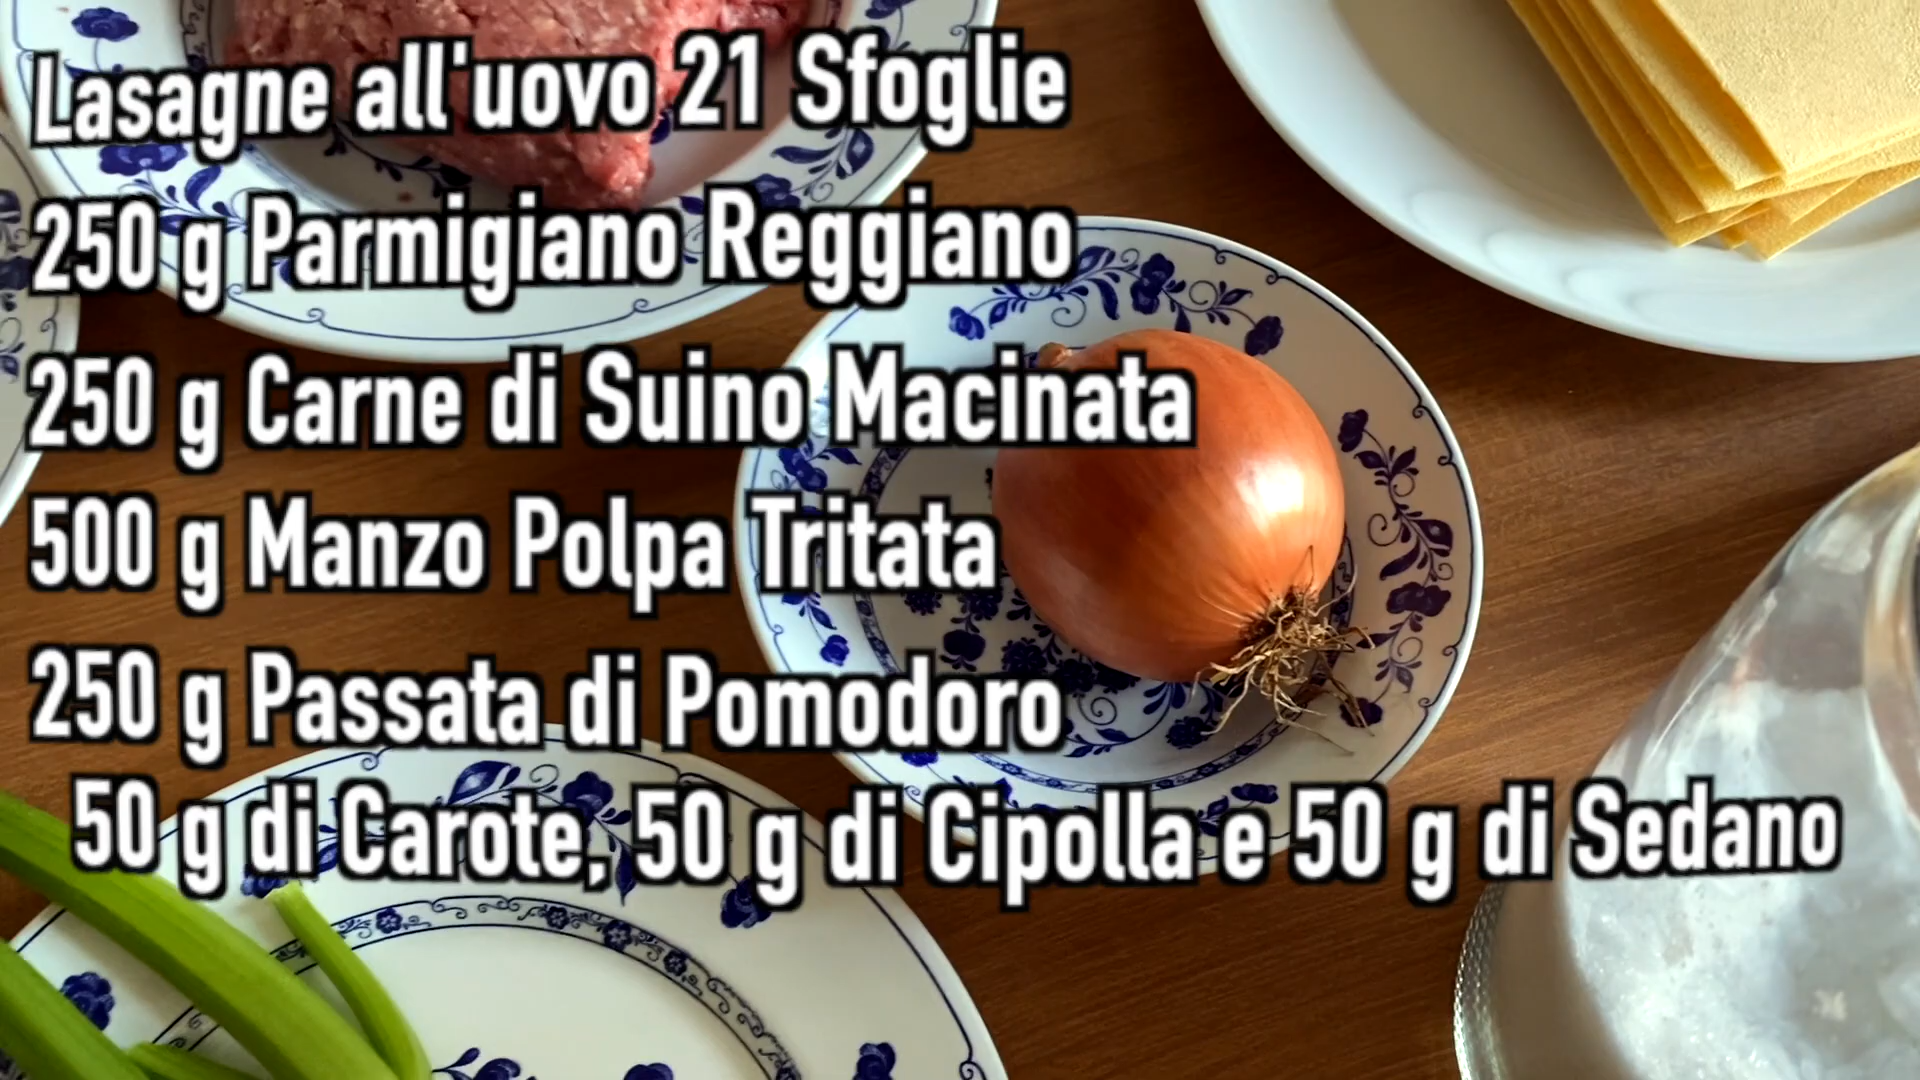 Lasagne all'uovo 21 Sfoglie
250 g Parmigiano Reggiano
250 g Carne di Suino Macinata
500 g Manzo Polpa Tritata
250 g Passata di Pomodoro
50 g di Carote, 50 g di Cipolla e 50 g di Sedano